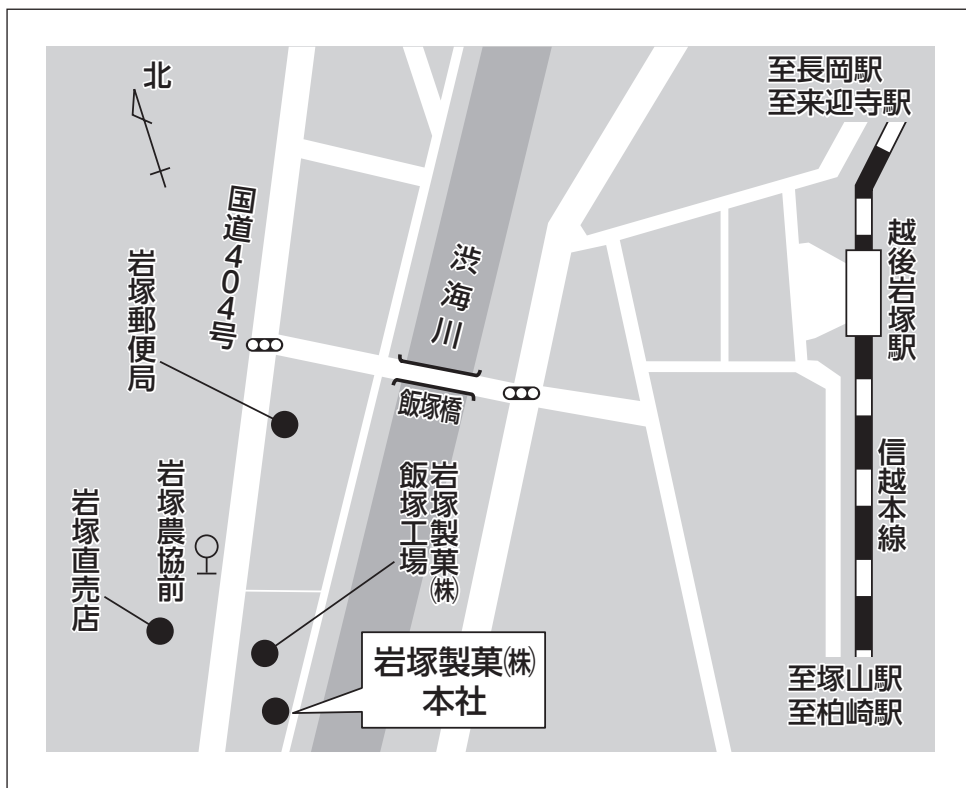 北
至長岡駅
至来迎寺駅
国道404号
渋海川
越後岩塚駅
岩塚郵便局
飯塚橋
信越本線
岩塚製菓㈱
飯塚工場
岩塚農協前
岩塚直売店
岩塚製菓㈱
本社
至塚山駅
至柏崎駅